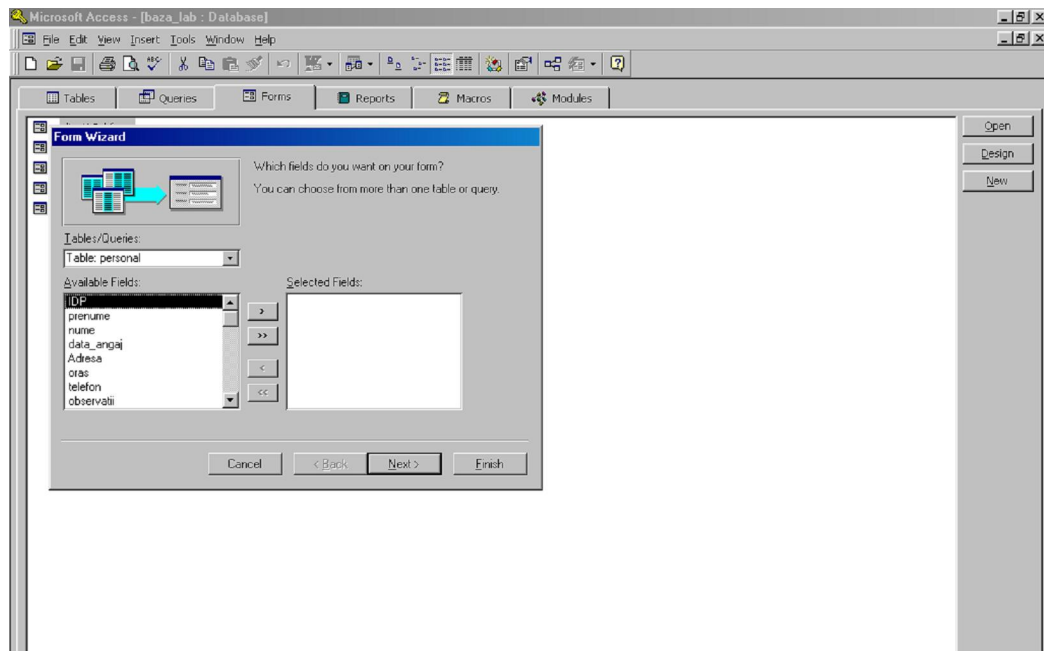 Microsoft Access - [baza_lab : Database]
File Edit View Insert Tools Window Help
Tables Queries Forms Reports Macros Modules
Open
Design
New
Form Wizard
Which fields do you want on your form?
You can choose from more than one table or query.
Tables/Queries:
Table: personal
Available Fields:
Selected Fields:
IDP
prenume
nume
data_angaj
Adresa
oras
telefon
observatii
>
>>
<
<<
Cancel < Back Next > Finish